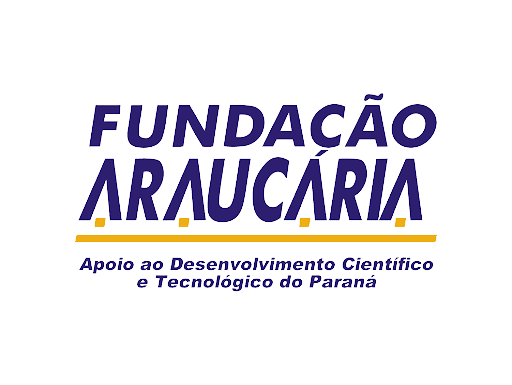 FUNDAÇÃO
ARAUCÁRIA
Apoio ao Desenvolvimento Científico
e Tecnológico do Paraná